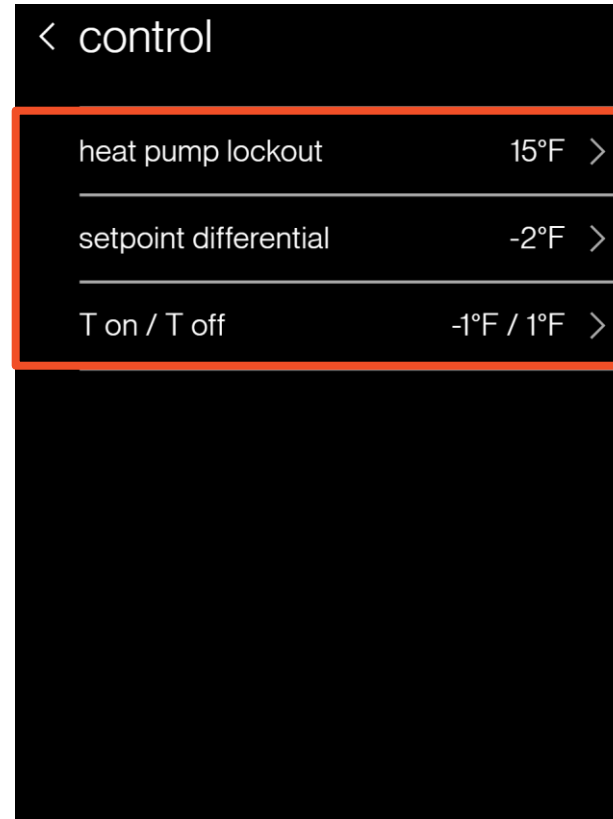 control
heat pump lockout 15°F
setpoint differential -2°F
T on / T off -1°F / 1°F